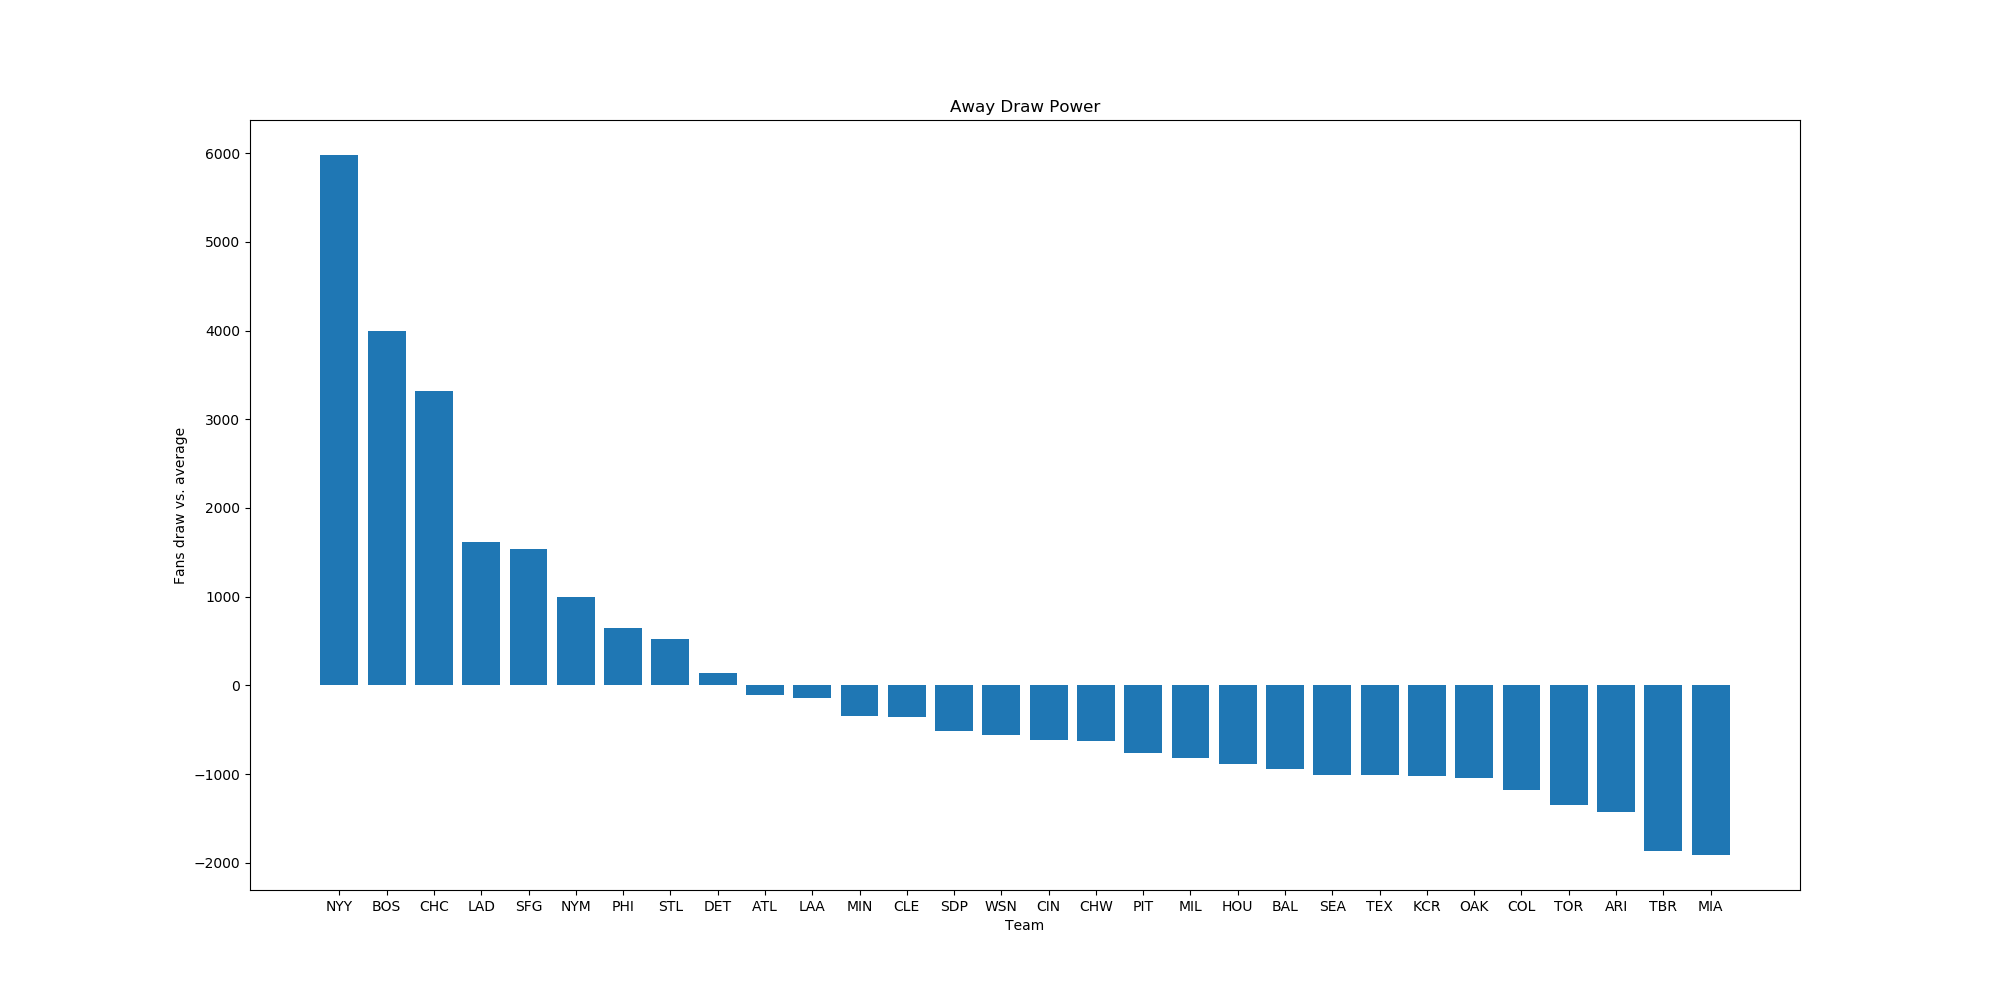 Away Draw Power
6000
5000
4000
3000
2000
1000
0
−1000
−2000
Fans draw vs. average
NYY BOS CHC LAD SFG NYM PHI STL DET ATL LAA MIN CLE SDP WSN CIN CHW PIT MIL HOU BAL SEA TEX KCR OAK COL TOR ARI TBR MIA
Team